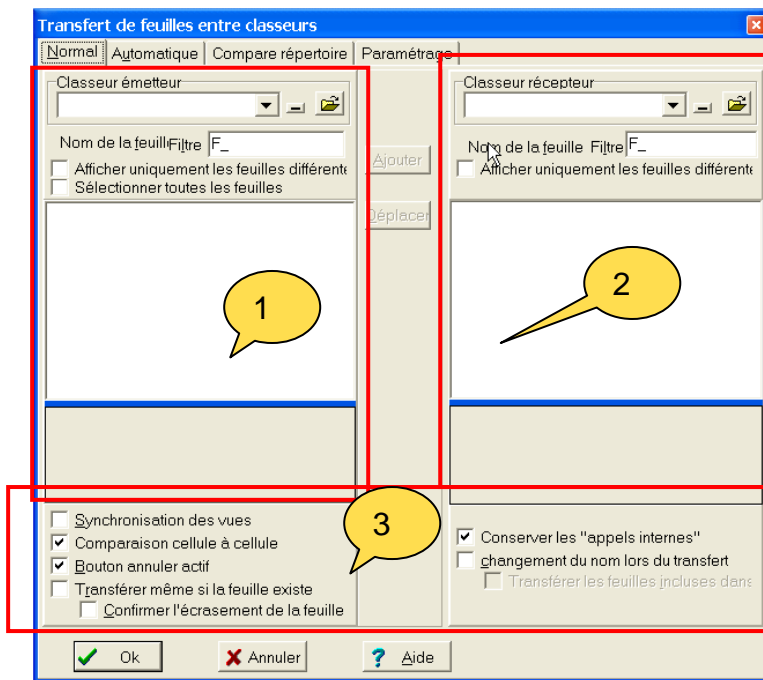 Transfert de feuilles entre classeurs
Normal Automatique Compare répertoire Paramétrage
Classeur émetteur
Nom de la feuille Filtre F_
Afficher uniquement les feuilles différente
Sélectionner toutes les feuilles
1
Ajouter
Déplacer
Classeur récepteur
Nom de la feuille Filtre F_
Afficher uniquement les feuilles différente
2
3
Synchronisation des vues
Comparaison cellule à cellule
Bouton annuler actif
Transférer même si la feuille existe
Confirmer l'écrasement de la feuille
Conserver les "appels internes"
changement du nom lors du transfert
Transférer les feuilles incluses dans
Ok Annuler ? Aide